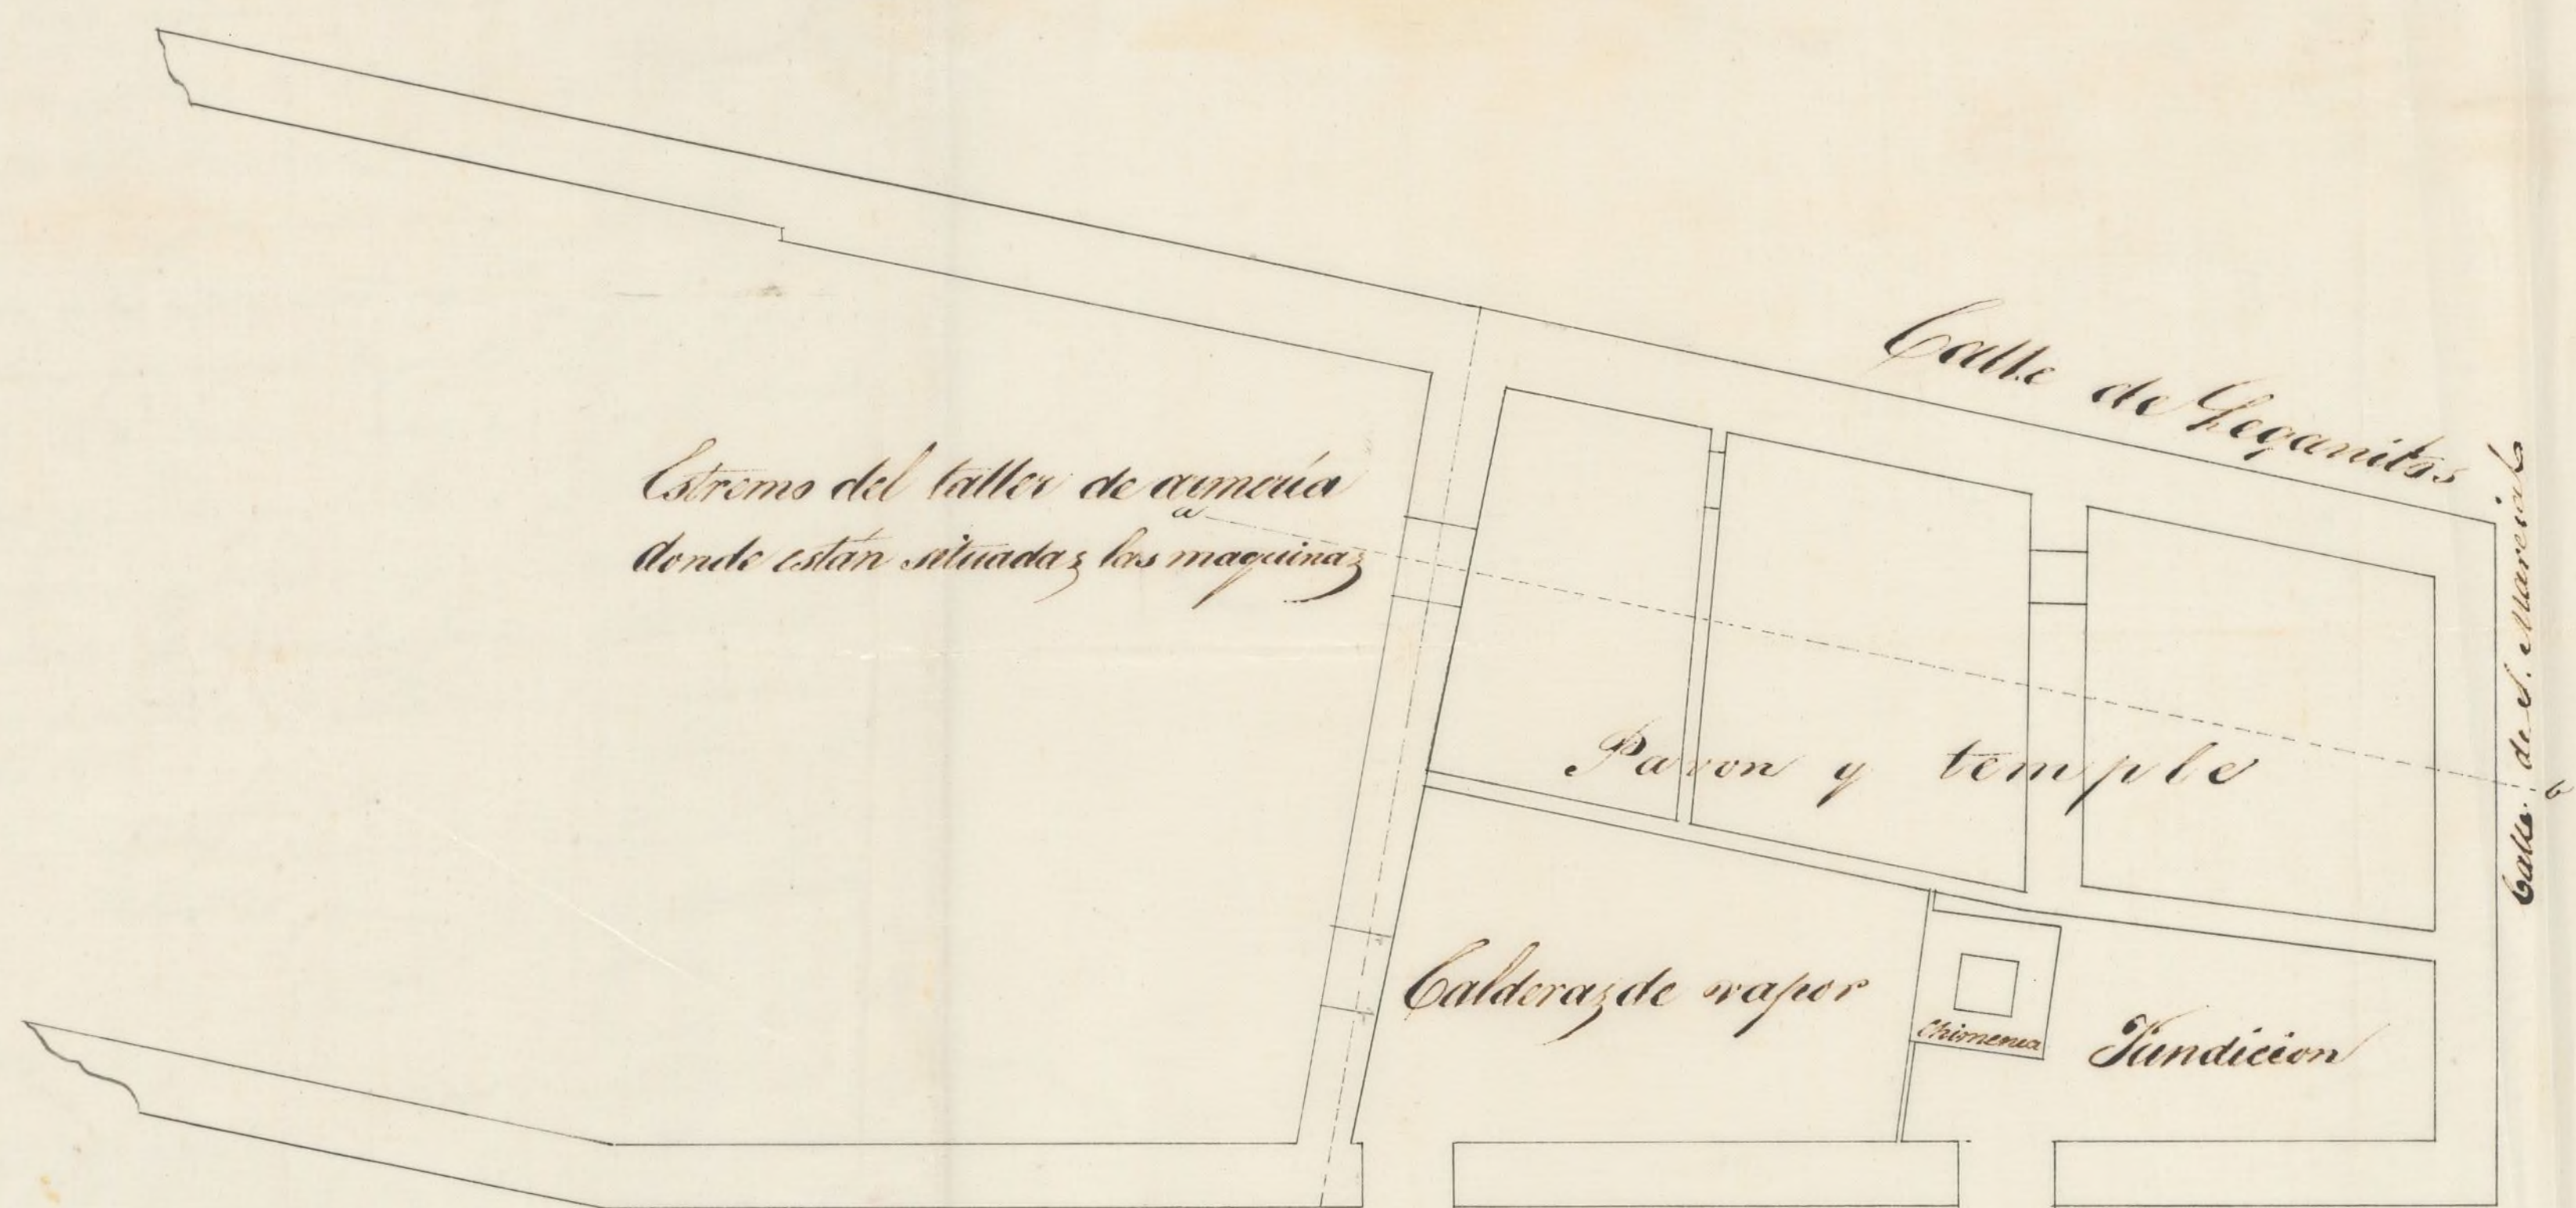 Calle de Leganitos
Estremo del taller de armería
a
donde están situadas las maquinas
Calle de S. Marcial
b
Pavon y temple
Calderas de vapor
Chimenea
Fundicion